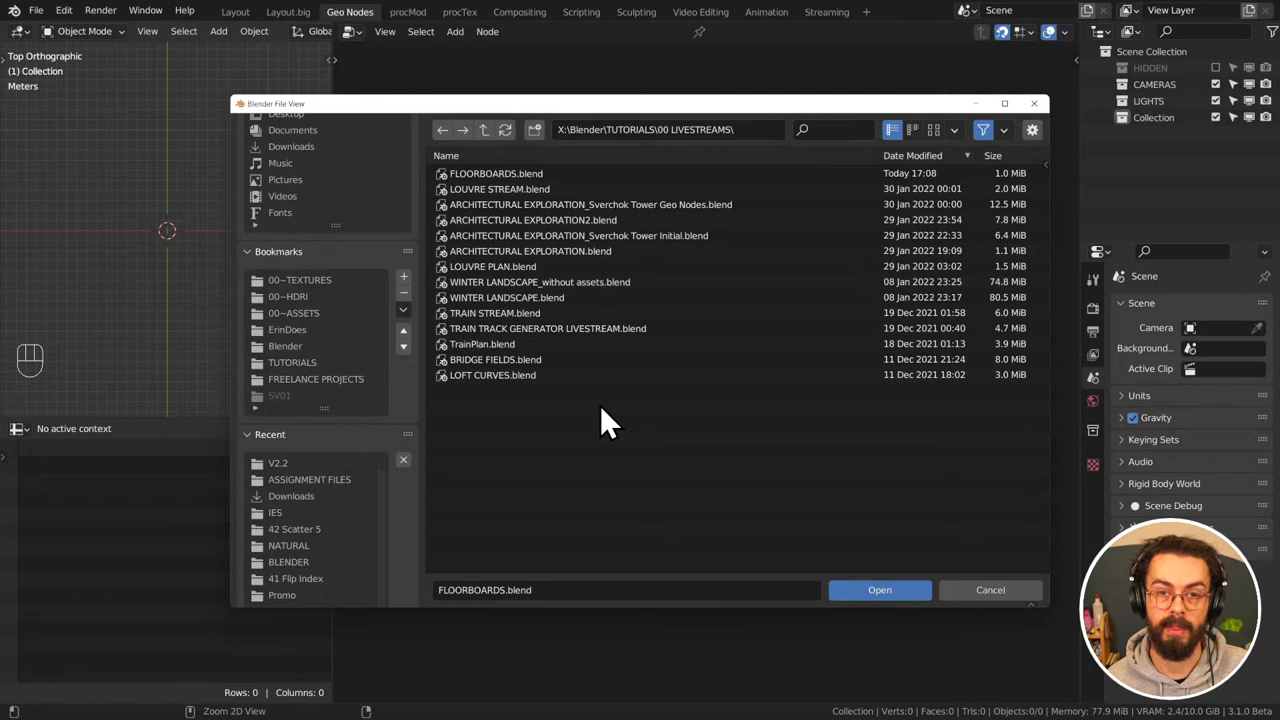 File Edit Render Window Help
Layout Layout.big Geo Nodes procMod procTex Compositing Scripting Sculpting Video Editing Animation Streaming +
Scene
View Layer
Object Mode View Select Add Object Globa
View Select Add Node
Top Orthographic
(1) Collection
Meters
Scene Collection
HIDDEN
CAMERAS
LIGHTS
Collection
Blender File View
Desktop
Documents
Downloads
Music
Pictures
Videos
Fonts
Bookmarks
00~TEXTURES
00~HDRI
00~ASSETS
ErinDoes
Blender
TUTORIALS
FREELANCE PROJECTS
SV01
Recent
V2.2
ASSIGNMENT FILES
Downloads
IES
42 Scatter 5
NATURAL
BLENDER
41 Flip Index
Promo
X:\Blender\TUTORIALS\00 LIVESTREAMS\
Name Date Modified Size
FLOORBOARDS.blend Today 17:08 1.0 MiB
LOUVRE STREAM.blend 30 Jan 2022 00:01 2.0 MiB
ARCHITECTURAL EXPLORATION_Sverchok Tower Geo Nodes.blend 30 Jan 2022 00:00 12.5 MiB
ARCHITECTURAL EXPLORATION2.blend 29 Jan 2022 23:54 7.8 MiB
ARCHITECTURAL EXPLORATION_Sverchok Tower Initial.blend 29 Jan 2022 22:33 6.4 MiB
ARCHITECTURAL EXPLORATION.blend 29 Jan 2022 19:09 1.1 MiB
LOUVRE PLAN.blend 29 Jan 2022 03:02 1.5 MiB
WINTER LANDSCAPE_without assets.blend 08 Jan 2022 23:25 74.8 MiB
WINTER LANDSCAPE.blend 08 Jan 2022 23:17 80.5 MiB
TRAIN STREAM.blend 19 Dec 2021 01:58 6.0 MiB
TRAIN TRACK GENERATOR LIVESTREAM.blend 19 Dec 2021 00:40 4.7 MiB
TrainPlan.blend 18 Dec 2021 01:13 3.9 MiB
BRIDGE FIELDS.blend 11 Dec 2021 21:24 8.0 MiB
LOFT CURVES.blend 11 Dec 2021 18:02 3.0 MiB
FLOORBOARDS.blend Open Cancel
Scene
Scene
Camera
Background...
Active Clip
Units
Gravity
Keying Sets
Audio
Rigid Body World
Scene Debug
No active context
Rows: 0 | Columns: 0
Zoom 2D View
Collection | Verts:0 | Faces:0 | Tris:0 | Objects:0/0 | Memory: 77.9 MiB | VRAM: 2.4/10.0 GiB | 3.1.0 Beta